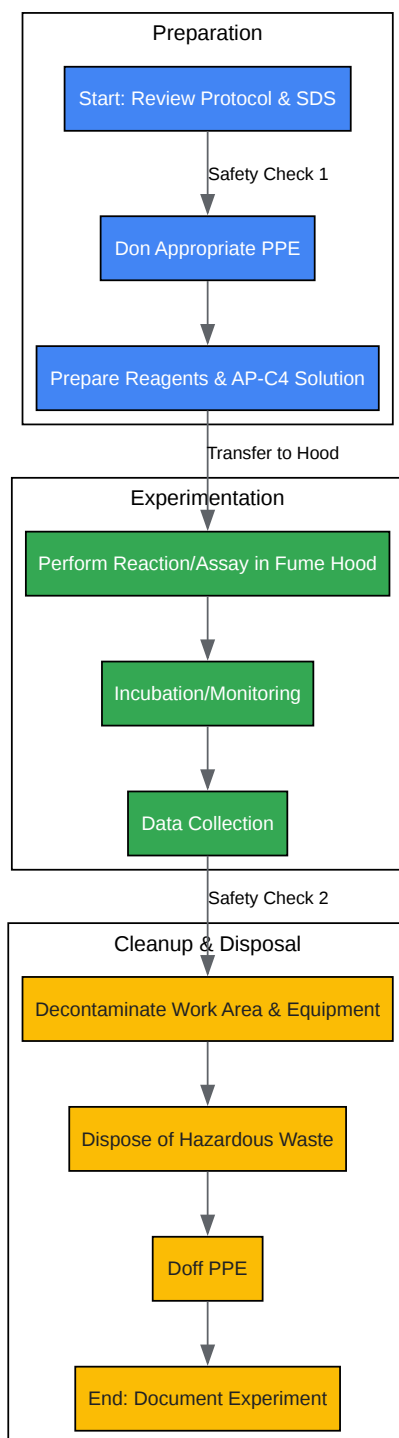 Preparation
Start: Review Protocol & SDS
Safety Check 1
Don Appropriate PPE
Prepare Reagents & AP-C4 Solution
Transfer to Hood
Experimentation
Perform Reaction/Assay in Fume Hood
Incubation/Monitoring
Data Collection
Safety Check 2
Cleanup & Disposal
Decontaminate Work Area & Equipment
Dispose of Hazardous Waste
Doff PPE
End: Document Experiment